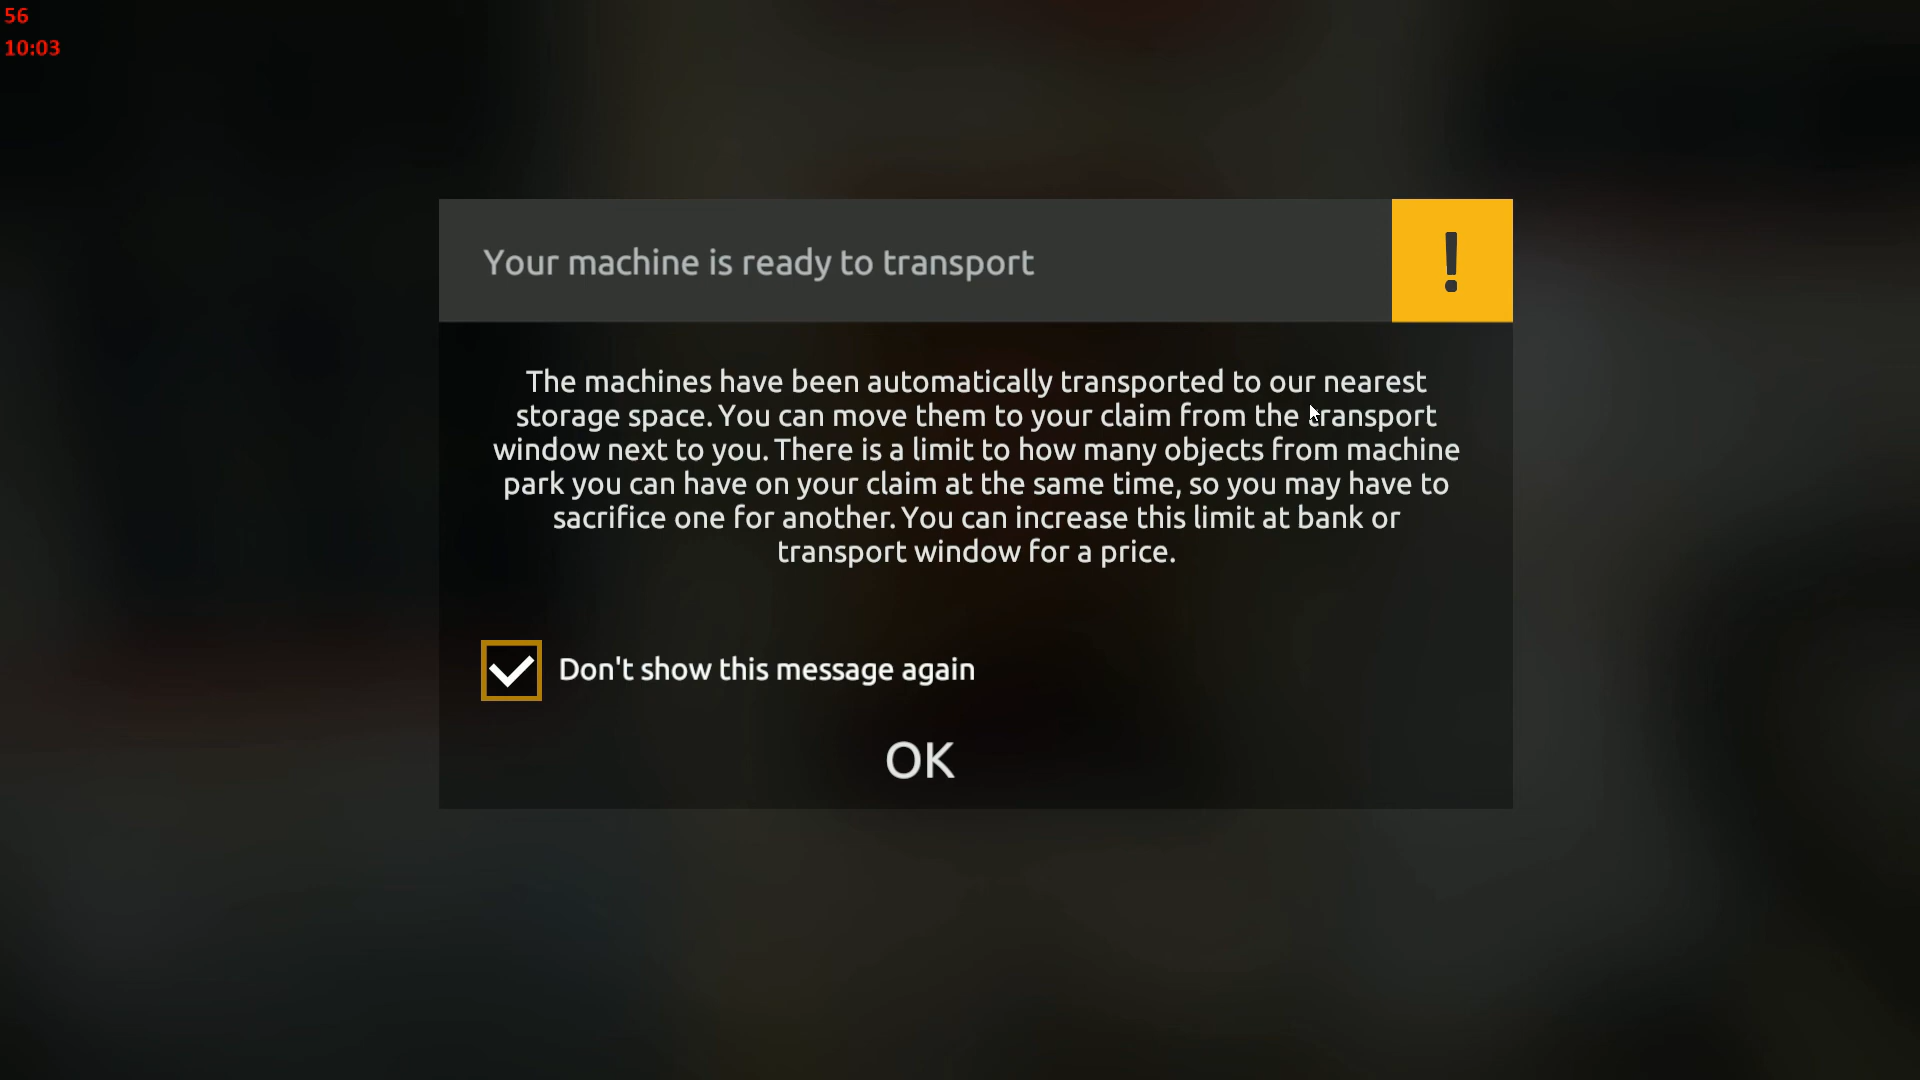 56
10:03
Your machine is ready to transport
!
The machines have been automatically transported to our nearest
storage space. You can move them to your claim from the transport
window next to you. There is a limit to how many objects from machine
park you can have on your claim at the same time, so you may have to
sacrifice one for another. You can increase this limit at bank or
transport window for a price.
Don't show this message again
OK